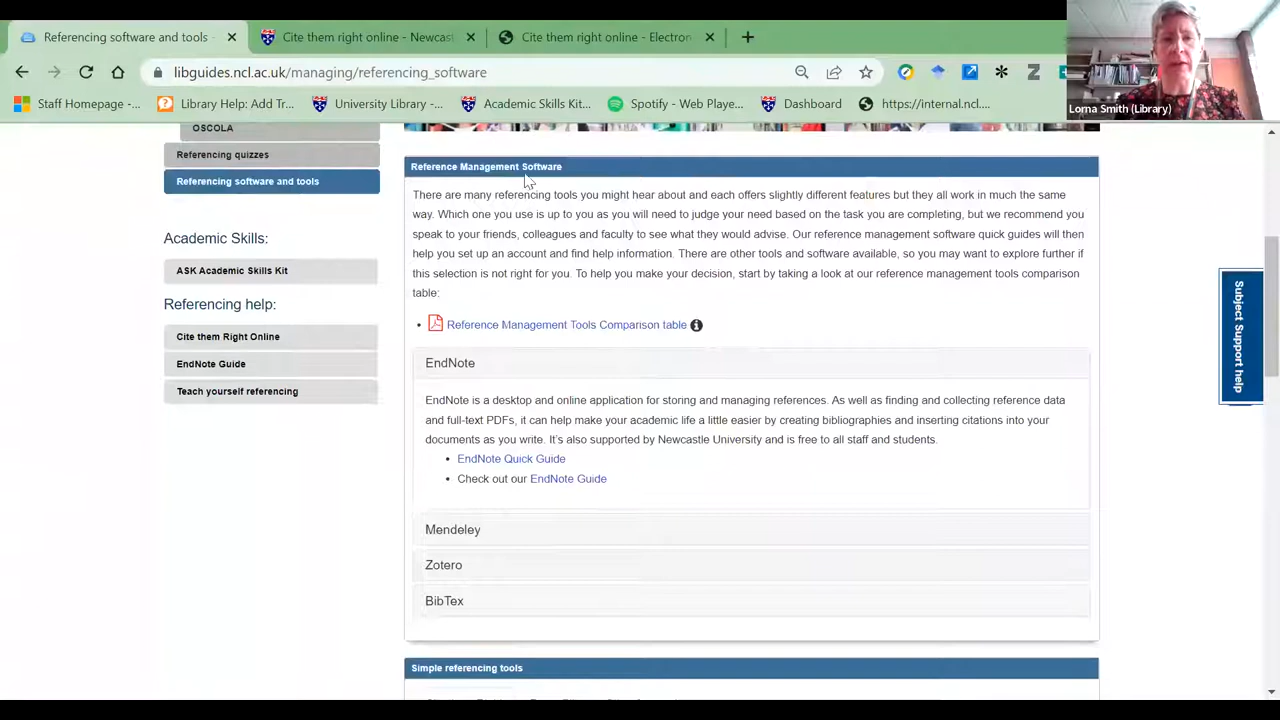 Referencing software and tools -
Cite them right online - Newcas
Cite them right online - Electron
libguides.ncl.ac.uk/managing/referencing_software
Staff Homepage -...
Library Help: Add Tr...
University Library -...
Academic Skills Kit...
Spotify - Web Playe...
Dashboard
https://internal.ncl....
Lorna Smith (Library)
OSCOLA
Referencing quizzes
Referencing software and tools
Academic Skills:
ASK Academic Skills Kit
Referencing help:
Cite them Right Online
EndNote Guide
Teach yourself referencing
Reference Management Software
There are many referencing tools you might hear about and each offers slightly different features but they all work in much the same
way. Which one you use is up to you as you will need to judge your need based on the task you are completing, but we recommend you
speak to your friends, colleagues and faculty to see what they would advise. Our reference management software quick guides will then
help you set up an account and find help information. There are other tools and software available, so you may want to explore further if
this selection is not right for you. To help you make your decision, start by taking a look at our reference management tools comparison
table:
• Reference Management Tools Comparison table
EndNote
EndNote is a desktop and online application for storing and managing references. As well as finding and collecting reference data
and full-text PDFs, it can help make your academic life a little easier by creating bibliographies and inserting citations into your
documents as you write. It's also supported by Newcastle University and is free to all staff and students.
• EndNote Quick Guide
• Check out our EndNote Guide
Mendeley
Zotero
BibTex
Simple referencing tools
Subject Support help